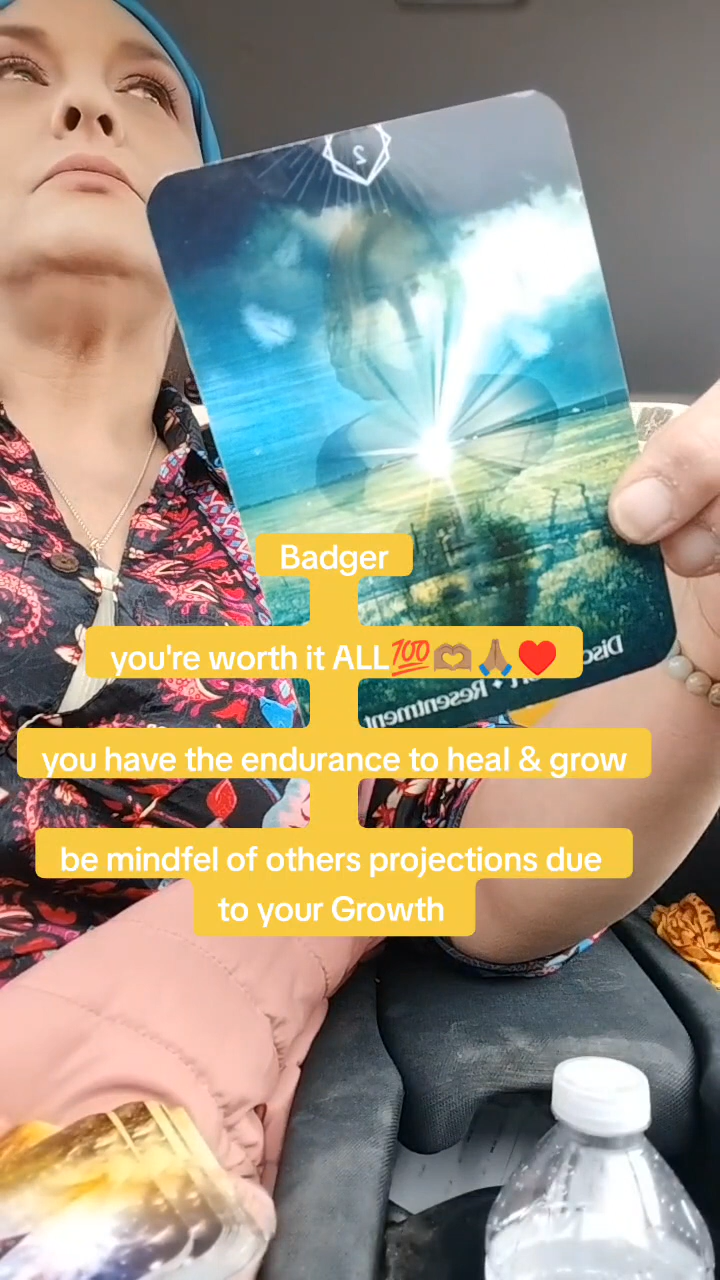 2
Badger
you're worth it ALL💯🫶🏽🙏🏽♥️
you have the endurance to heal & grow
be mindfel of others projections due
to your Growth
Resentment